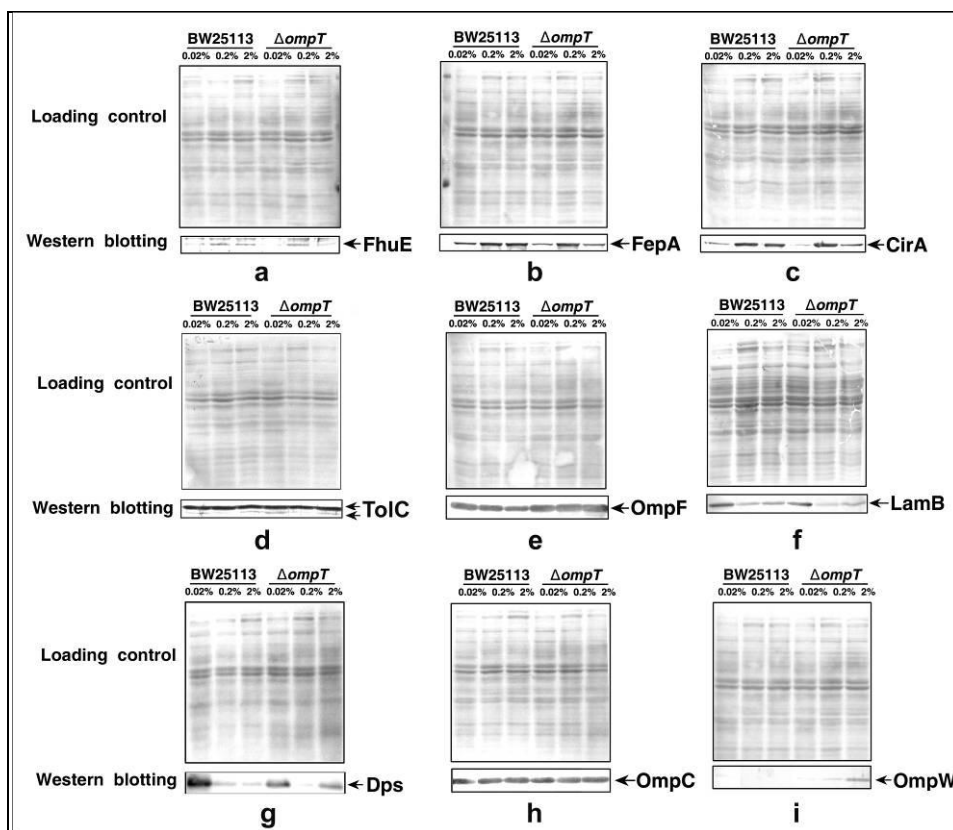 BW25113 ΔompT BW25113 ΔompT BW25113 ΔompT
0.02% 0.2% 2% 0.02% 0.2% 2% 0.02% 0.2% 2% 0.02% 0.2% 2% 0.02% 0.2% 2% 0.02% 0.2% 2%
Loading control
Western blotting FhuE FepA CirA
a b c
BW25113 ΔompT BW25113 ΔompT BW25113 ΔompT
0.02% 0.2% 2% 0.02% 0.2% 2% 0.02% 0.2% 2% 0.02% 0.2% 2% 0.02% 0.2% 2% 0.02% 0.2% 2%
Loading control
Western blotting TolC OmpF LamB
d e f
BW25113 ΔompT BW25113 ΔompT BW25113 ΔompT
0.02% 0.2% 2% 0.02% 0.2% 2% 0.02% 0.2% 2% 0.02% 0.2% 2% 0.02% 0.2% 2% 0.02% 0.2% 2%
Loading control
Western blotting Dps OmpC OmpW
g h i